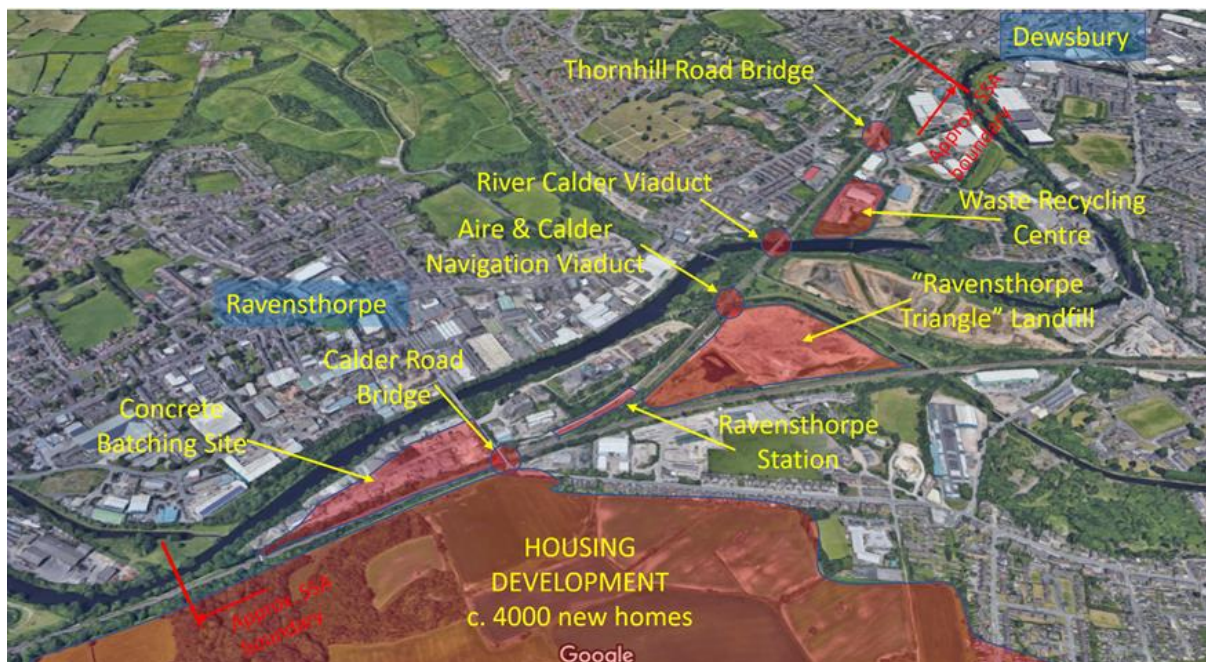 Dewsbury
Thornhill Road Bridge
Approx. SSA
boundary
River Calder Viaduct
Waste Recycling
Centre
Aire & Calder
Navigation Viaduct
"Ravensthorpe
Triangle" Landfill
Ravensthorpe
Calder Road
Bridge
Concrete
Batching Site
Ravensthorpe
Station
HOUSING
DEVELOPMENT
c. 4000 new homes
Approx. SSA
boundary
Google